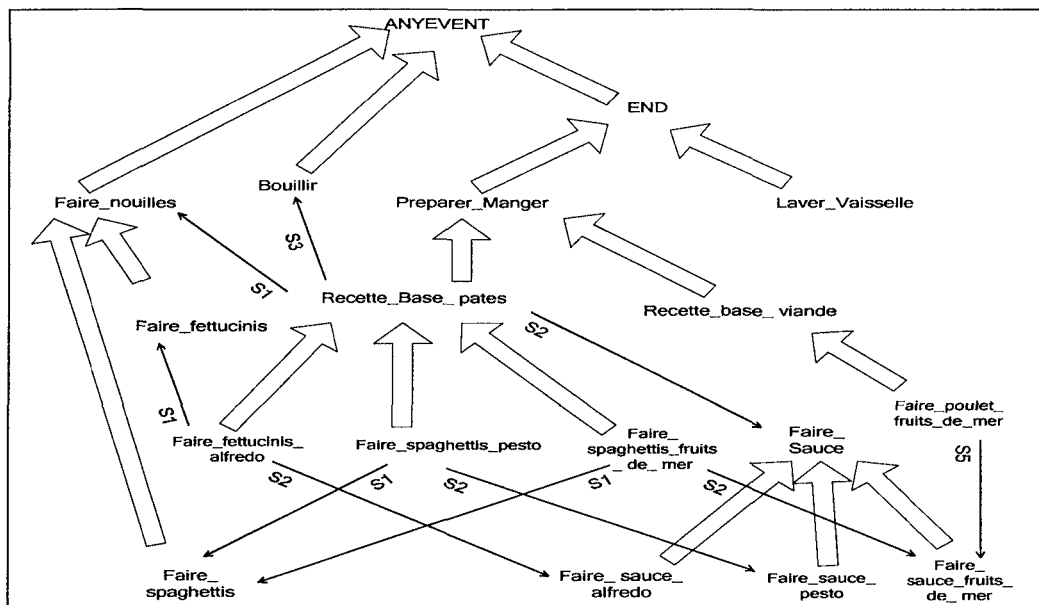 ANYEVENT
END
Faire_nouilles
Bouillir
Preparer_Manger
Laver_Vaisselle
S3
S1
Recette_Base_ pates
Recette_base_ viande
Faire_fettucinis
S2
S1
Faire_fettucinis_
alfredo
Faire_spaghettis_pesto
Faire_
spaghettis_fruits
_ de_ mer
Faire_
Sauce
Faire_poulet_
fruits_de_mer
S2
S1
S2
S1
S2
S5
Faire_
spaghettis
Faire_ sauce_
alfredo
Faire_sauce_
pesto
Faire_
sauce_fruits_
de_ mer